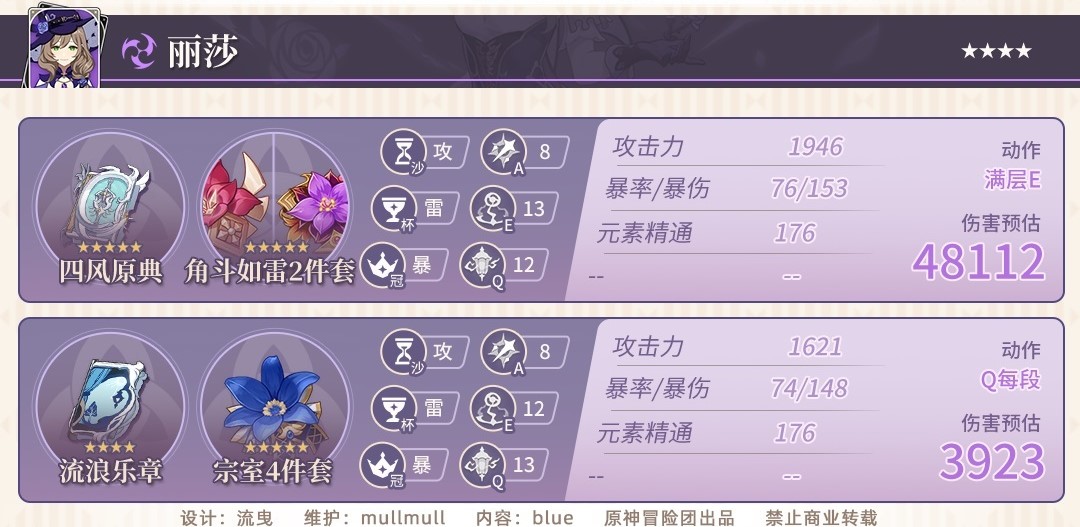 丽莎
四风原典
角斗如雷2件套
沙 攻
A 8
杯 雷
E 13
冠 暴
Q 12
攻击力 1946
暴率/暴伤 76/153
元素精通 176
-- --
动作
满层E
伤害预估
48112
流浪乐章
宗室4件套
沙 攻
A 8
杯 雷
E 12
冠 暴
Q 13
攻击力 1621
暴率/暴伤 74/148
元素精通 176
-- --
动作
Q每段
伤害预估
3923
设计：流曳 维护：mullmull 内容：blue 原神冒险团出品 禁止商业转载